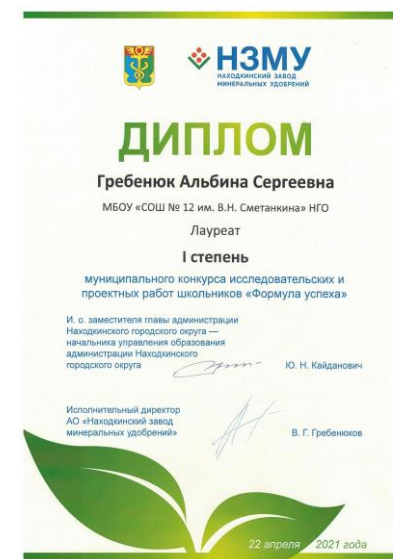 НЗМУ
НАХОДКИНСКИЙ ЗАВОД
МИНЕРАЛЬНЫХ УДОБРЕНИЙ
ДИПЛОМ
Гребенюк Альбина Сергеевна
МБОУ «СОШ № 12 им. В.Н. Сметанкина» НГО
Лауреат
I степень
муниципального конкурса исследовательских и
проектных работ школьников «Формула успеха»
И. о. заместителя главы администрации
Находкинского городского округа —
начальника управления образования
администрации Находкинского
городского округа Ю. Н. Кайданович
Исполнительный директор
АО «Находкинский завод
минеральных удобрений» В. Г. Гребенюков
22 апреля 2021 года